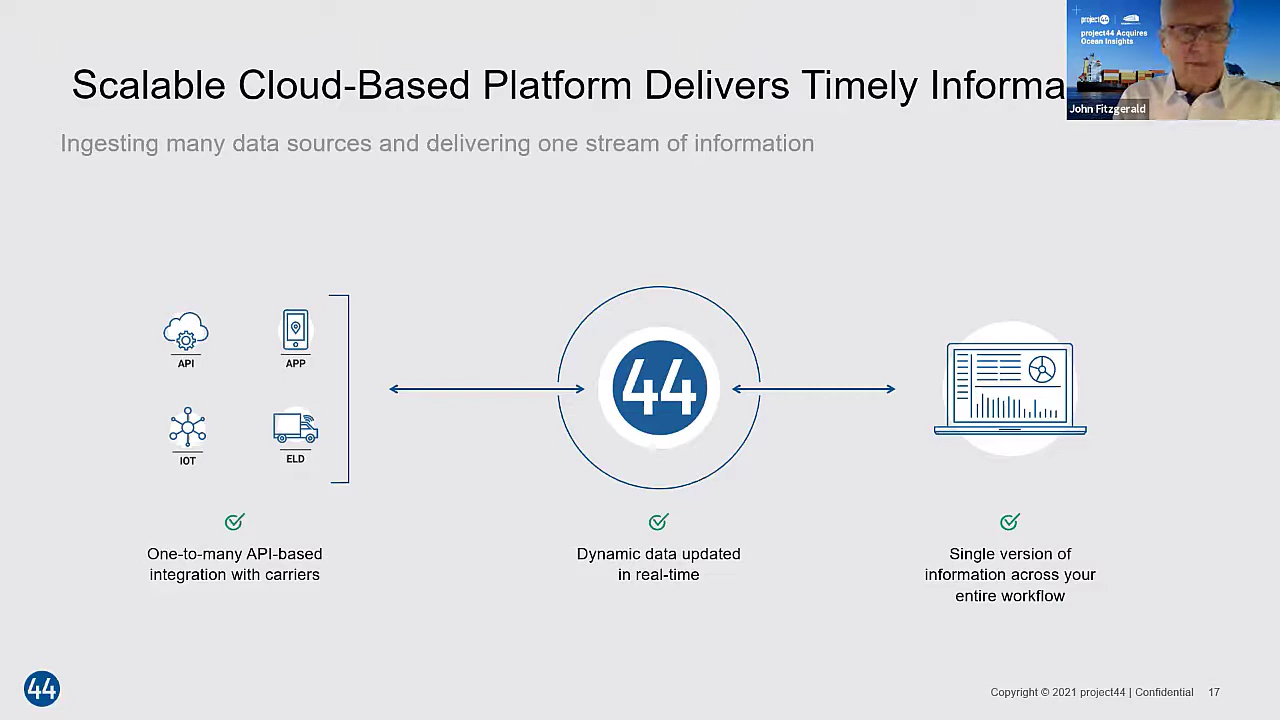 Scalable Cloud-Based Platform Delivers Timely Informa
Ingesting many data sources and delivering one stream of information
project44
project44 Acquires
Ocean Insights
John Fitzgerald
API
APP
IOT
ELD
44
One-to-many API-based
integration with carriers
Dynamic data updated
in real-time
Single version of
information across your
entire workflow
44
Copyright © 2021 project44 | Confidential 17